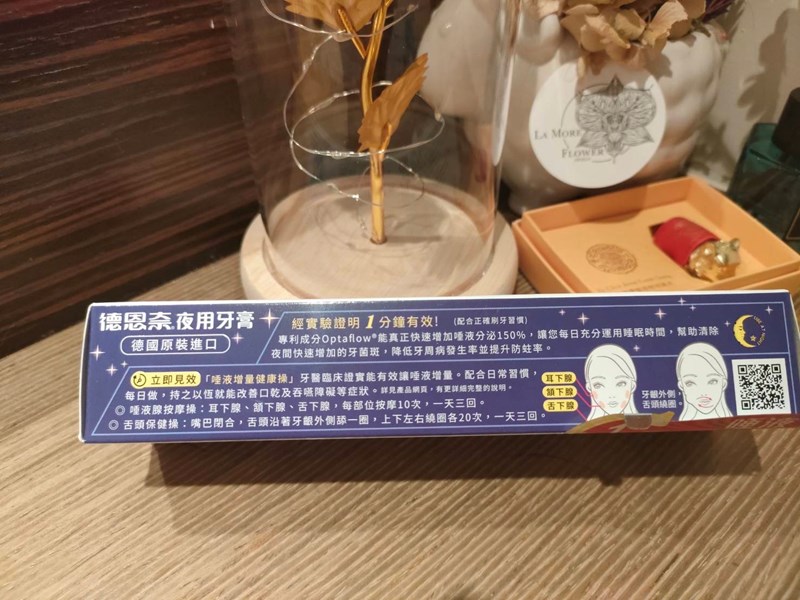 LA MORE
FLOWER
德恩奈夜用牙膏
德國原裝進口
經實驗證明1分鐘有效! (配合正確刷牙習慣)
專利成分Optaflow®能真正快速增加唾液分泌150%，讓您每日充分運用睡眠時間，幫助清除
夜間快速增加的牙菌斑，降低牙周病發生率並提升防蛀率。
立即見效「唾液增量健康操」牙醫臨床證實能有效讓唾液增量。配合日常習慣，
每日做，持之以恆就能改善口乾及吞嚥障礙等症狀。詳見產品網頁，有更詳細完整的說明。
◎ 唾液腺按摩操：耳下腺、頷下腺、舌下腺，每部位按摩10次，一天三回。
◎ 舌頭保健操：嘴巴閉合，舌頭沿著牙齦外側舔一圈，上下左右繞圈各20次，一天三回。
耳下腺
頷下腺
舌下腺
牙齦外側，
舌頭繞圈。